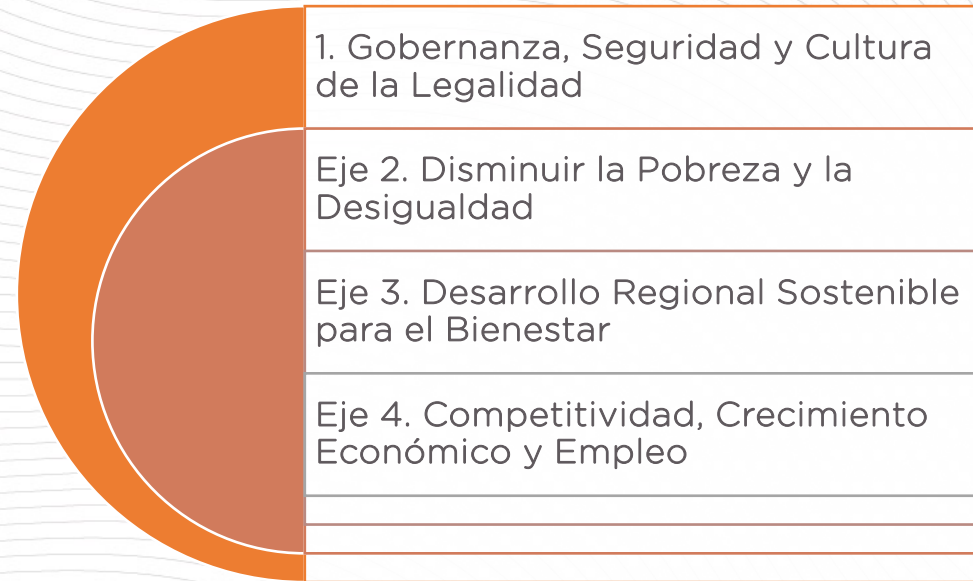 1. Gobernanza, Seguridad y Cultura
de la Legalidad
Eje 2. Disminuir la Pobreza y la
Desigualdad
Eje 3. Desarrollo Regional Sostenible
para el Bienestar
Eje 4. Competitividad, Crecimiento
Económico y Empleo